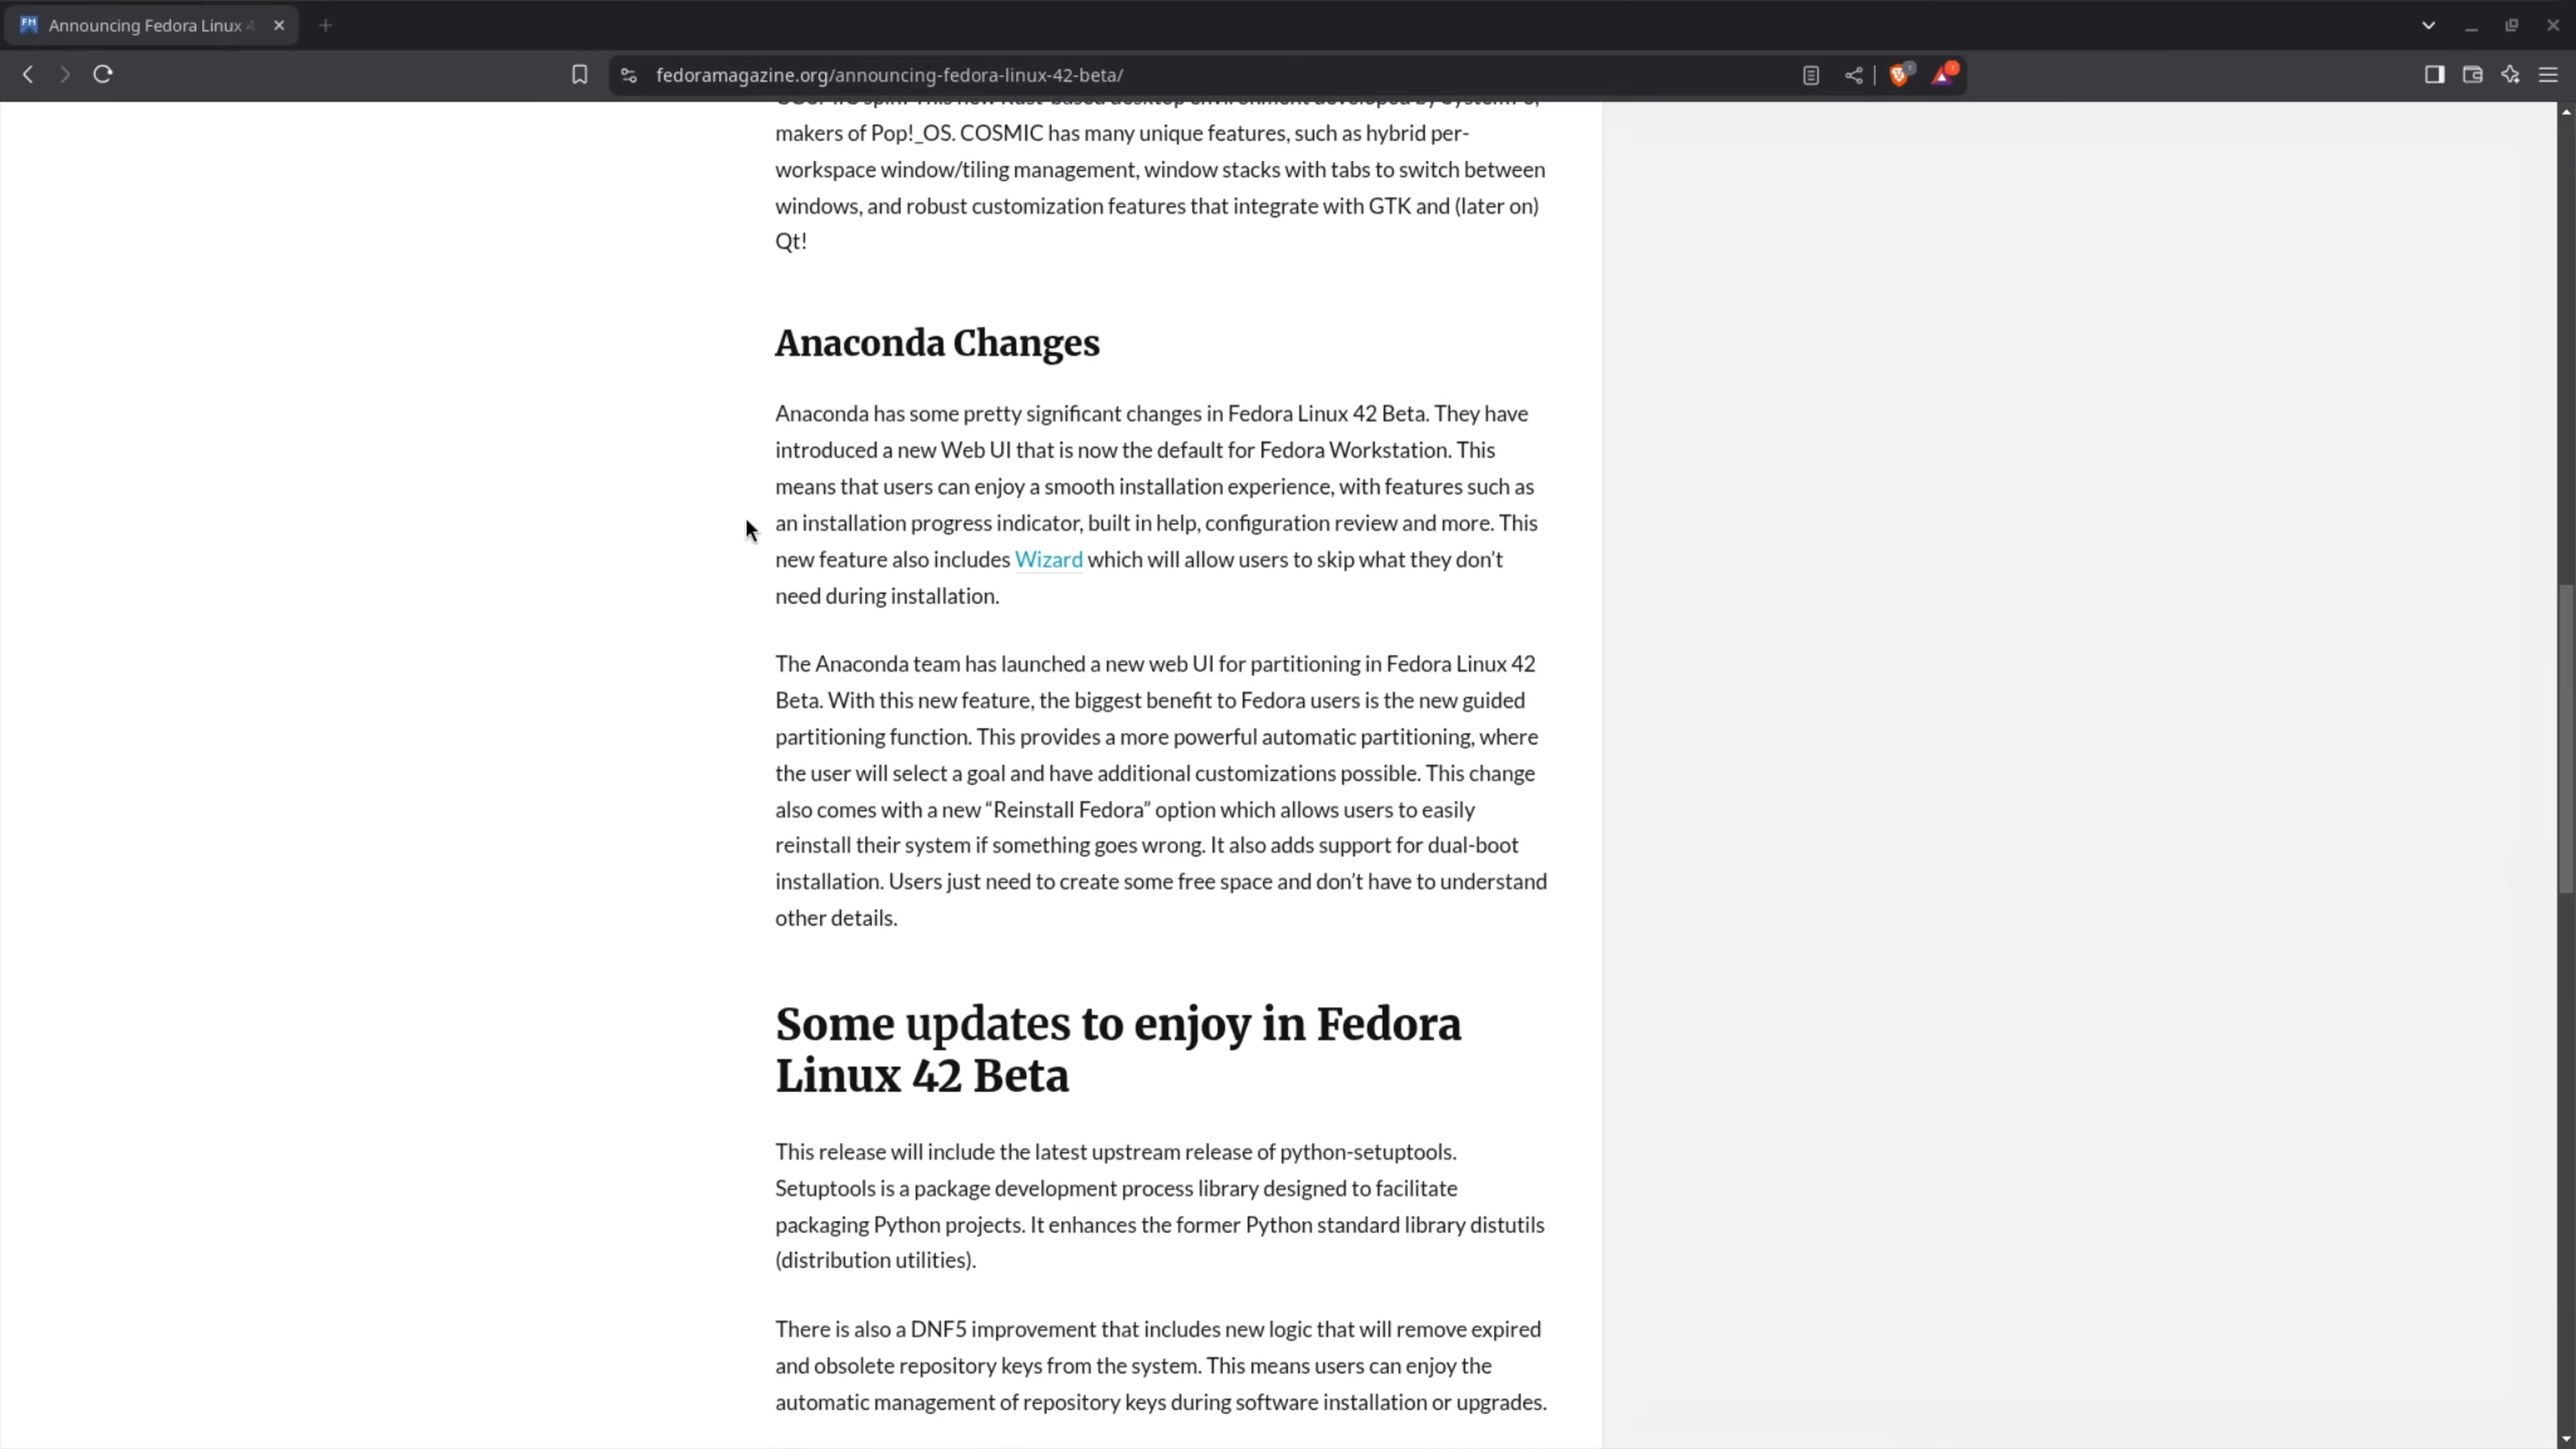 Announcing Fedora Linux 4
fedoramagazine.org/announcing-fedora-linux-42-beta/
1
1
makers of Pop!_OS. COSMIC has many unique features, such as hybrid per-
workspace window/tiling management, window stacks with tabs to switch between
windows, and robust customization features that integrate with GTK and (later on)
Qt!
Anaconda Changes
Anaconda has some pretty significant changes in Fedora Linux 42 Beta. They have
introduced a new Web UI that is now the default for Fedora Workstation. This
means that users can enjoy a smooth installation experience, with features such as
an installation progress indicator, built in help, configuration review and more. This
new feature also includes Wizard which will allow users to skip what they don’t
need during installation.
The Anaconda team has launched a new web UI for partitioning in Fedora Linux 42
Beta. With this new feature, the biggest benefit to Fedora users is the new guided
partitioning function. This provides a more powerful automatic partitioning, where
the user will select a goal and have additional customizations possible. This change
also comes with a new “Reinstall Fedora” option which allows users to easily
reinstall their system if something goes wrong. It also adds support for dual-boot
installation. Users just need to create some free space and don’t have to understand
other details.
Some updates to enjoy in Fedora
Linux 42 Beta
This release will include the latest upstream release of python-setuptools.
Setuptools is a package development process library designed to facilitate
packaging Python projects. It enhances the former Python standard library distutils
(distribution utilities).
There is also a DNF5 improvement that includes new logic that will remove expired
and obsolete repository keys from the system. This means users can enjoy the
automatic management of repository keys during software installation or upgrades.